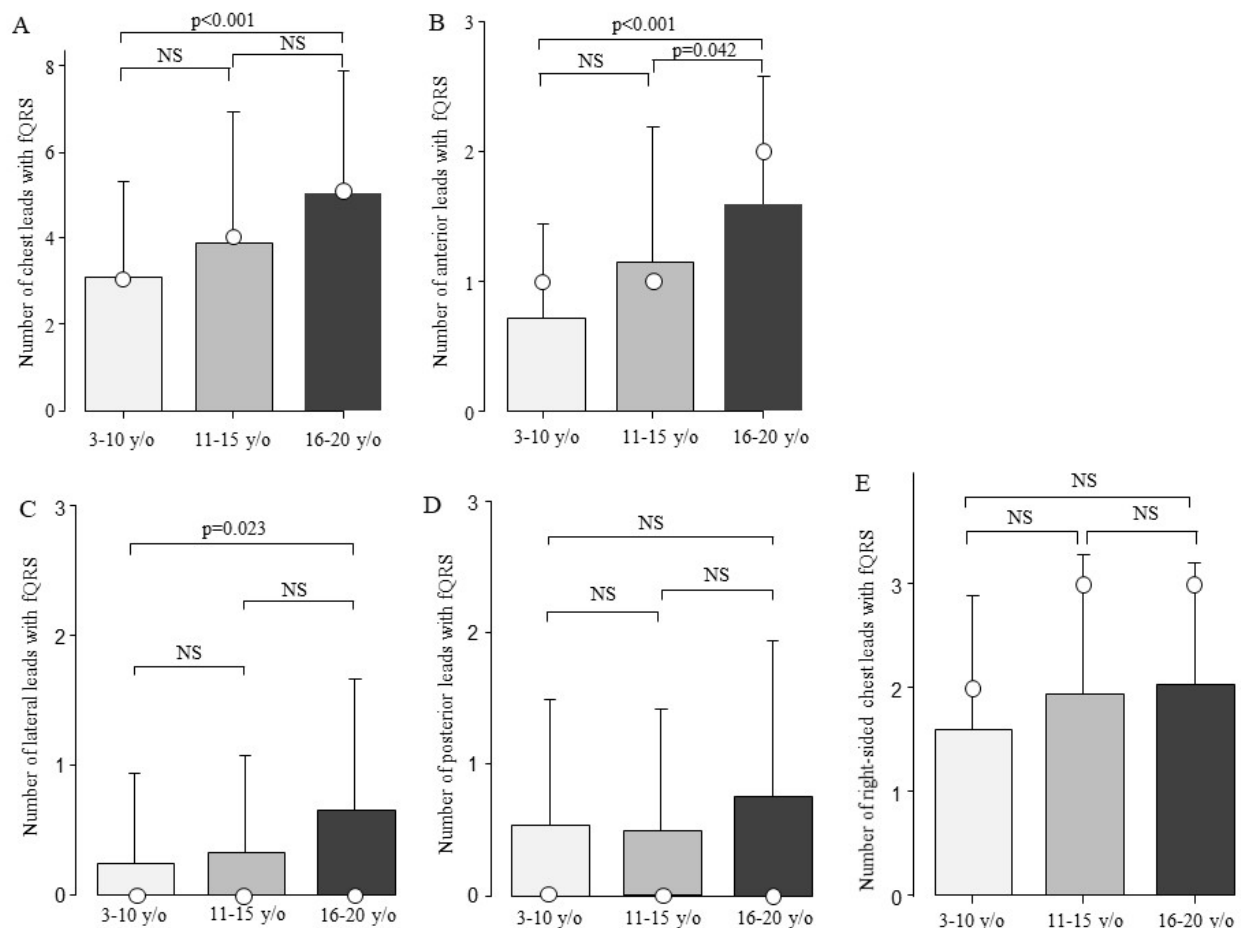 A
Number of chest leads with fQRS
8
6
4
2
0
p<0.001
NS
NS
3-10 y/o
11-15 y/o
16-20 y/o
B
Number of anterior leads with fQRS
3
2
1
0
p<0.001
NS
p=0.042
3-10 y/o
11-15 y/o
16-20 y/o
C
Number of lateral leads with fQRS
3
2
1
0
p=0.023
NS
NS
3-10 y/o
11-15 y/o
16-20 y/o
D
Number of posterior leads with fQRS
3
2
1
0
NS
NS
NS
3-10 y/o
11-15 y/o
16-20 y/o
E
Number of right-sided chest leads with fQRS
3
2
1
0
NS
NS
NS
3-10 y/o
11-15 y/o
16-20 y/o